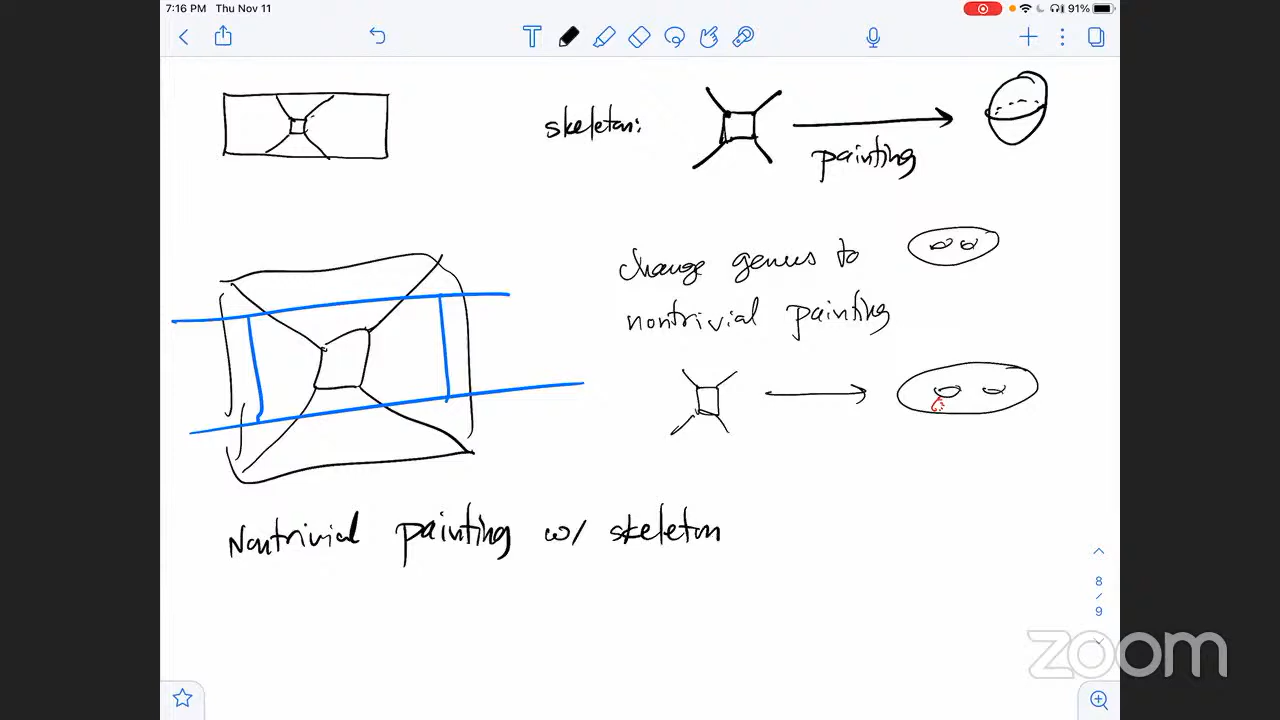 7:16 PM Thu Nov 11
91%
T
skeleton:
painting
change genus to
nontrivial painting
Nontrivial painting w/ skeleton
8
/
9
zoom